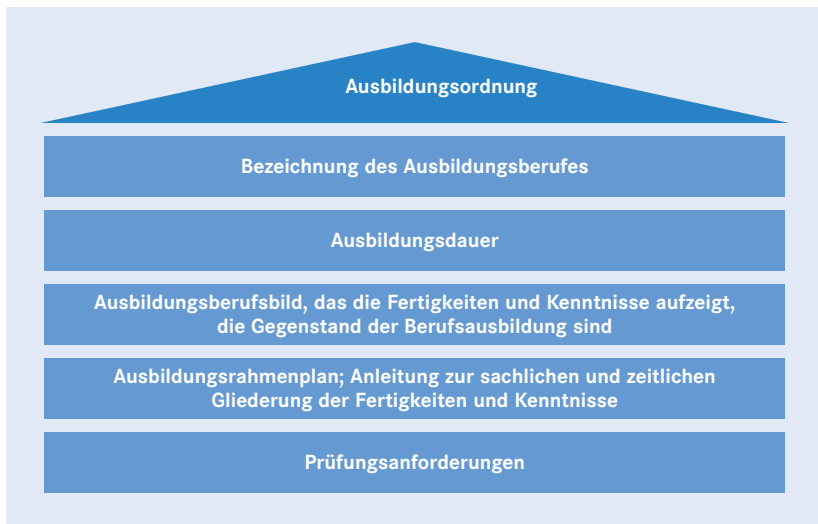 Ausbildungsordnung
Bezeichnung des Ausbildungsberufes
Ausbildungsdauer
Ausbildungsberufsbild, das die Fertigkeiten und Kenntnisse aufzeigt,
die Gegenstand der Berufsausbildung sind
Ausbildungsrahmenplan; Anleitung zur sachlichen und zeitlichen
Gliederung der Fertigkeiten und Kenntnisse
Prüfungsanforderungen